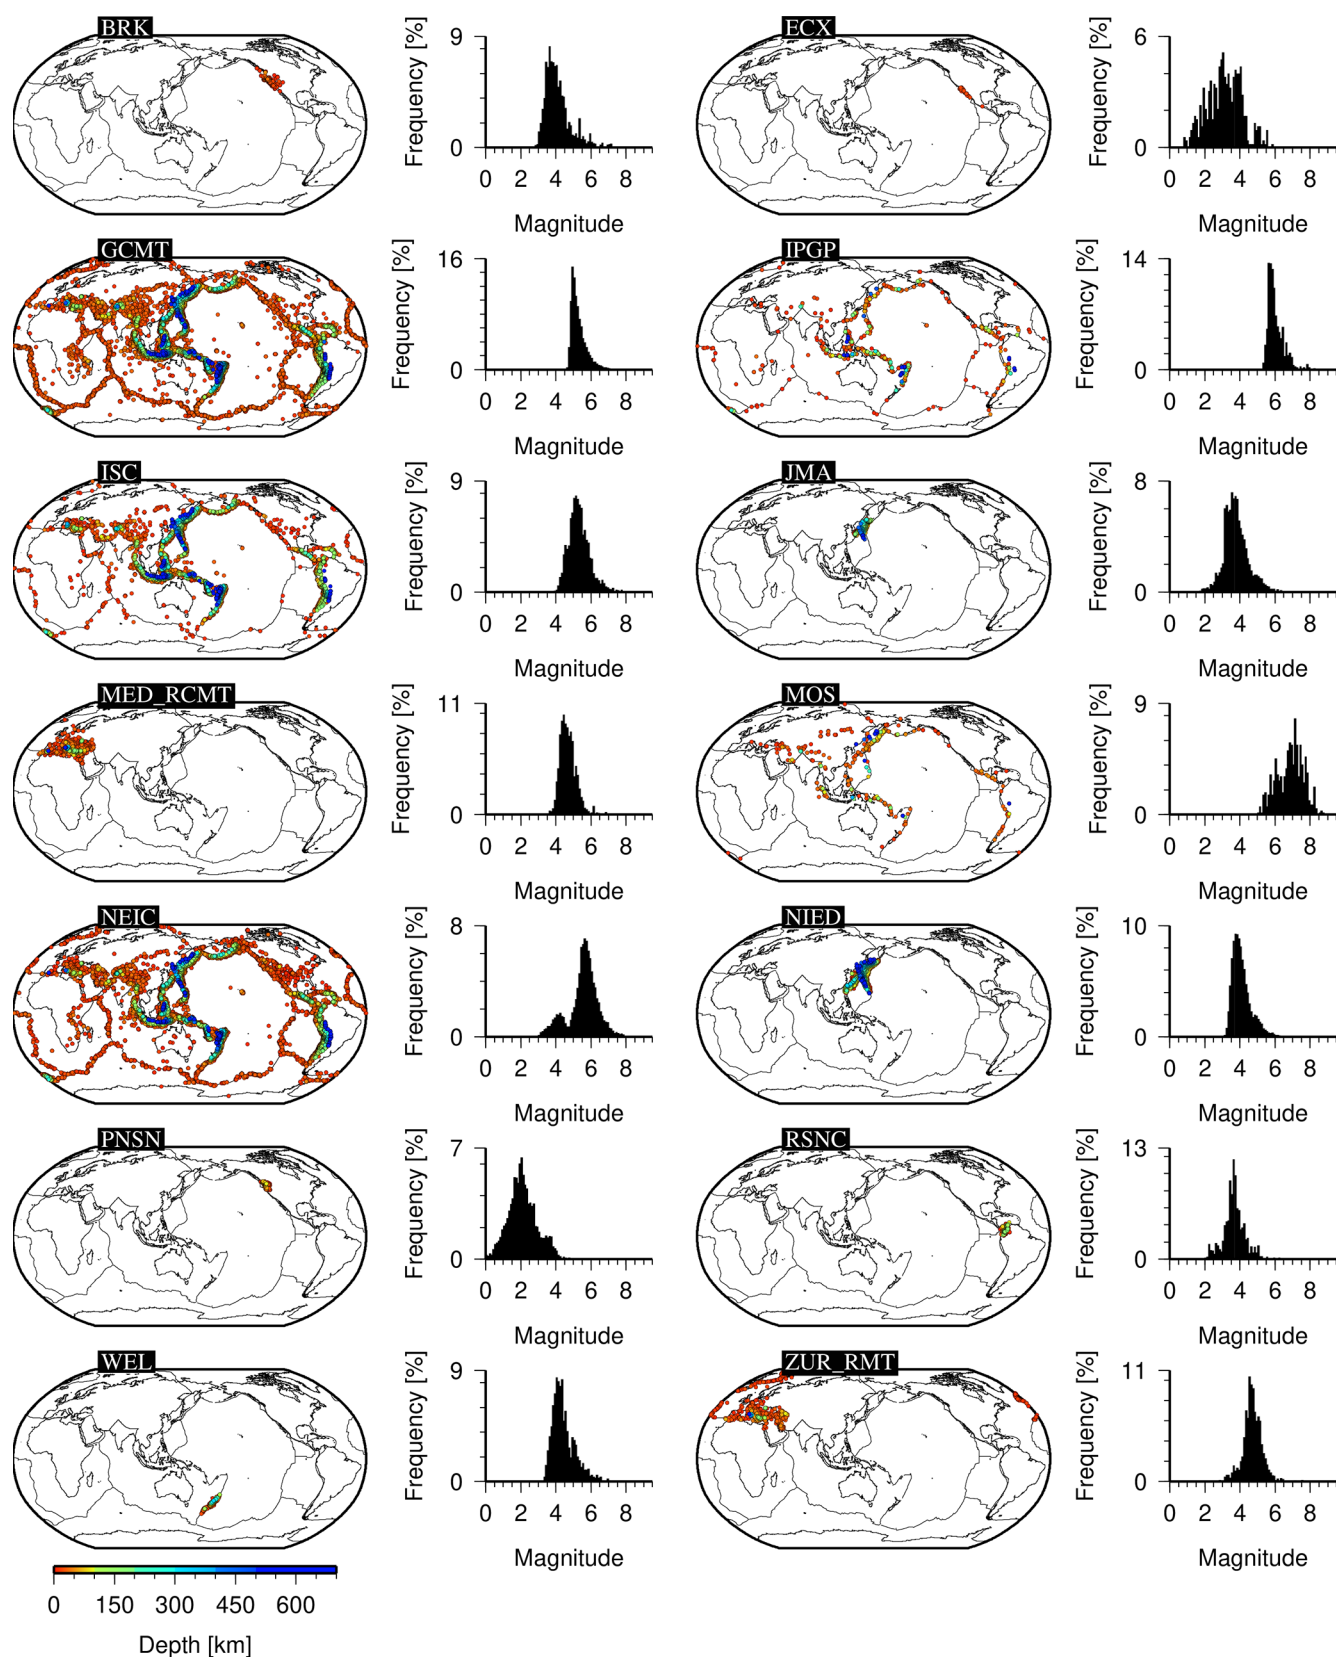 BRK
Frequency [%]
9
0
0 2 4 6 8
Magnitude
ECX
Frequency [%]
6
0
0 2 4 6 8
Magnitude
GCMT
Frequency [%]
16
0
0 2 4 6 8
Magnitude
IPGP
Frequency [%]
14
0
0 2 4 6 8
Magnitude
ISC
Frequency [%]
9
0
0 2 4 6 8
Magnitude
JMA
Frequency [%]
8
0
0 2 4 6 8
Magnitude
MED_RCMT
Frequency [%]
11
0
0 2 4 6 8
Magnitude
MOS
Frequency [%]
9
0
0 2 4 6 8
Magnitude
NEIC
Frequency [%]
8
0
0 2 4 6 8
Magnitude
NIED
Frequency [%]
10
0
0 2 4 6 8
Magnitude
PNSN
Frequency [%]
7
0
0 2 4 6 8
Magnitude
RSNC
Frequency [%]
13
0
0 2 4 6 8
Magnitude
WEL
Frequency [%]
9
0
0 2 4 6 8
Magnitude
ZUR_RMT
Frequency [%]
11
0
0 2 4 6 8
Magnitude
0 150 300 450 600
Depth [km]